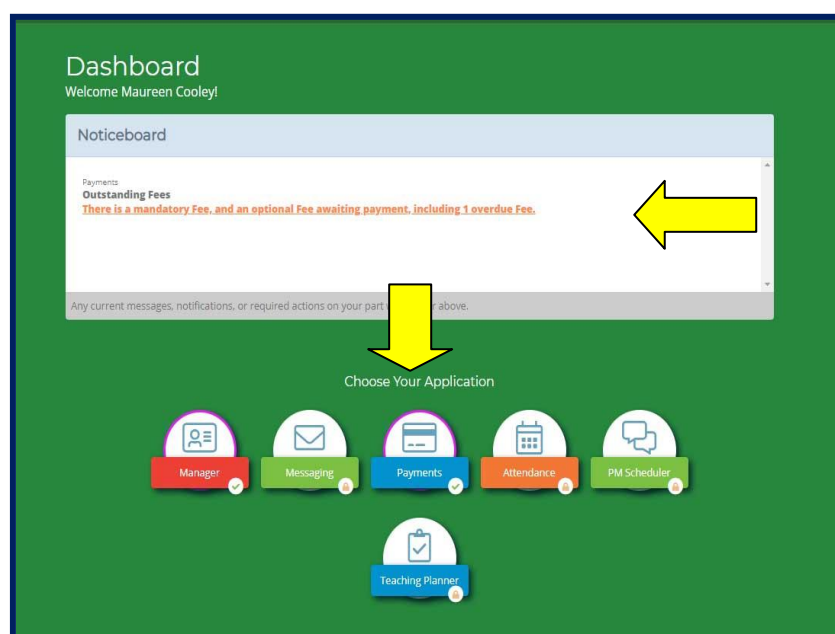 Dashboard
Welcome Maureen Cooley!
Noticeboard
Payments
Outstanding Fees
There is a mandatory Fee, and an optional Fee awaiting payment, including 1 overdue Fee.
Any current messages, notifications, or required actions on your part above.
Choose Your Application
Manager
Messaging
Payments
Attendance
PM Scheduler
Teaching Planner